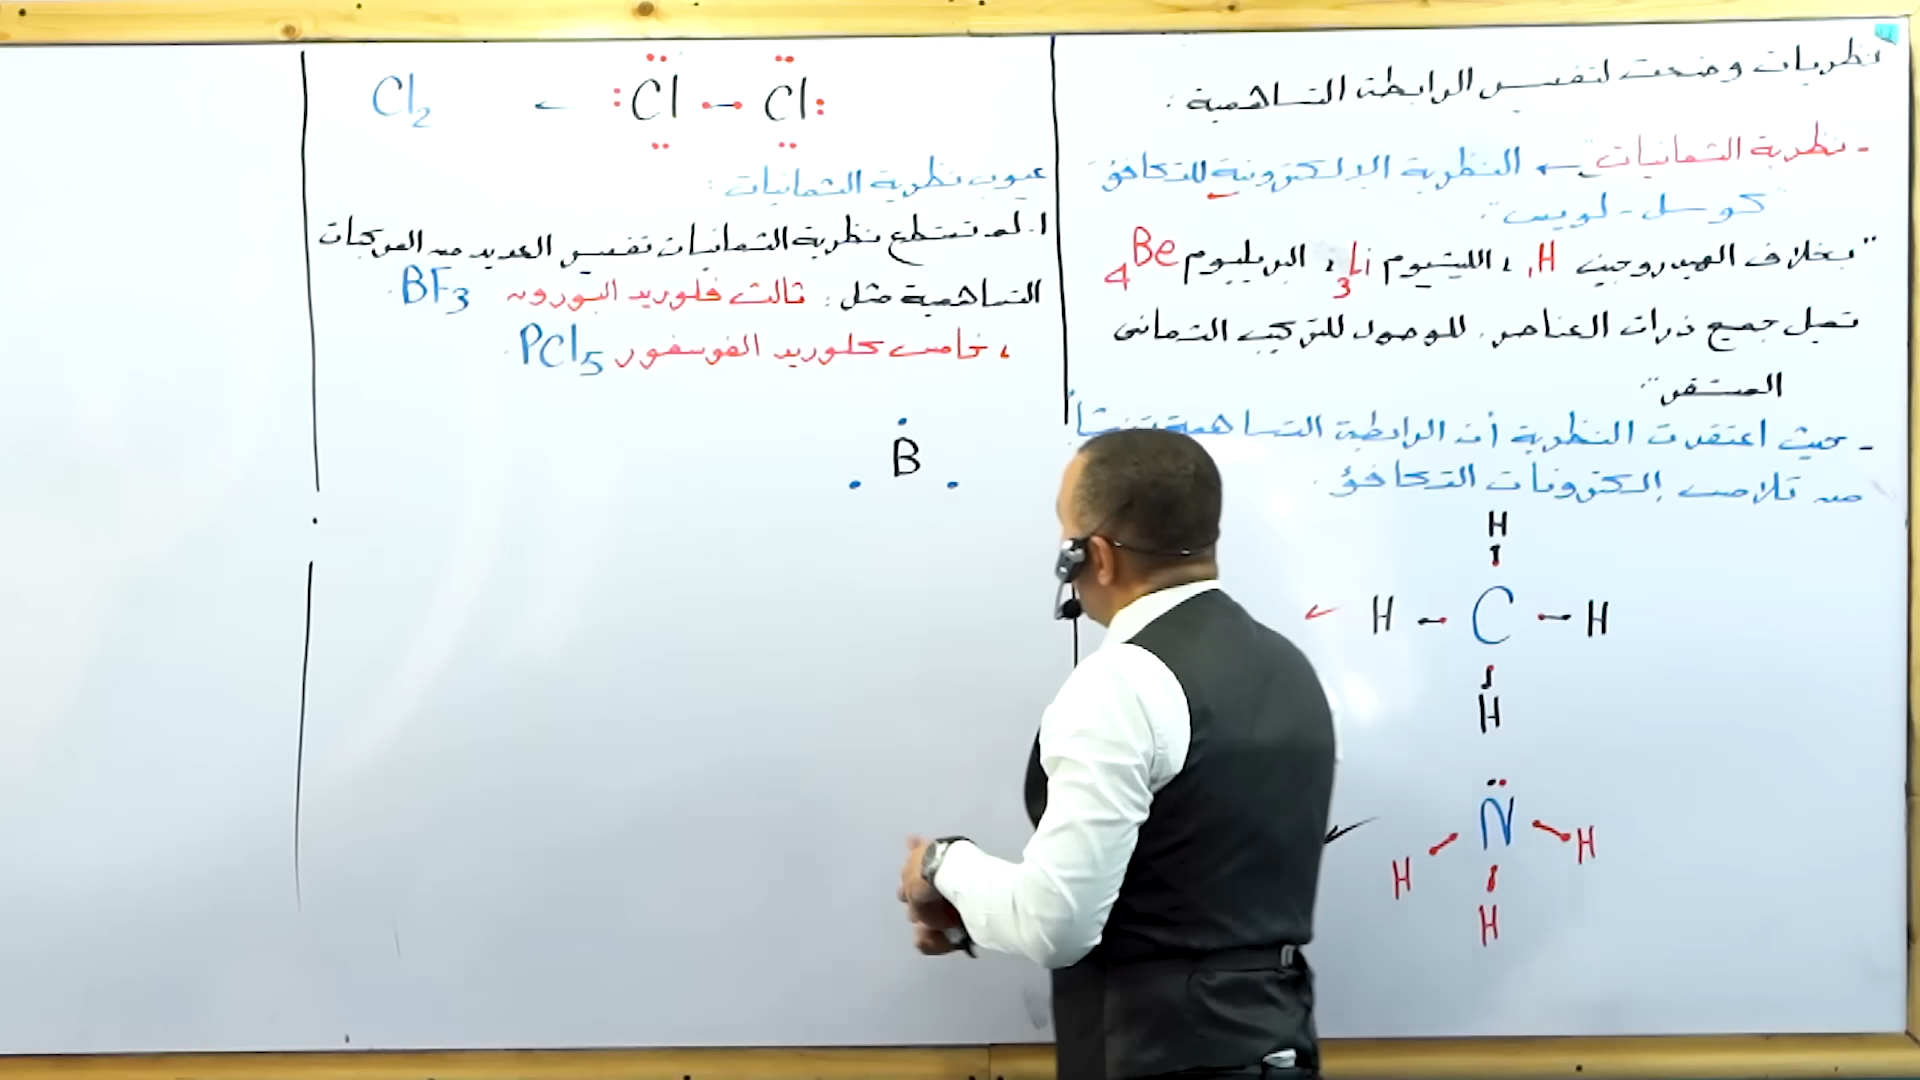 نظريات وضعت لتفسير الرابطة التساهمية :
- نظرية الثمانيات ← النظرية الإلكترونية للتكافؤ
"كوسل - لويس"
"بخلاف الهيدروجين 1H ، الليثيوم 3Li ، البريليوم 4Be
تميل جميع ذرات العناصر للوصول للتركيب الثماني
المستقر"
- حيث اعتقدت النظرية أن الرابطة التساهمية تنشأ
من تلامس إلكترونات التكافؤ.
H
H - C - H
H
N
H H
H
Cl - Cl ← Cl2
عيوب نظرية الثمانيات :
1. لم تستطع نظرية الثمانيات تفسير العديد من المركبات
التساهمية مثل : ثالث فلوريد البورون BF3
، خامس كلوريد الفوسفور PCl5
B